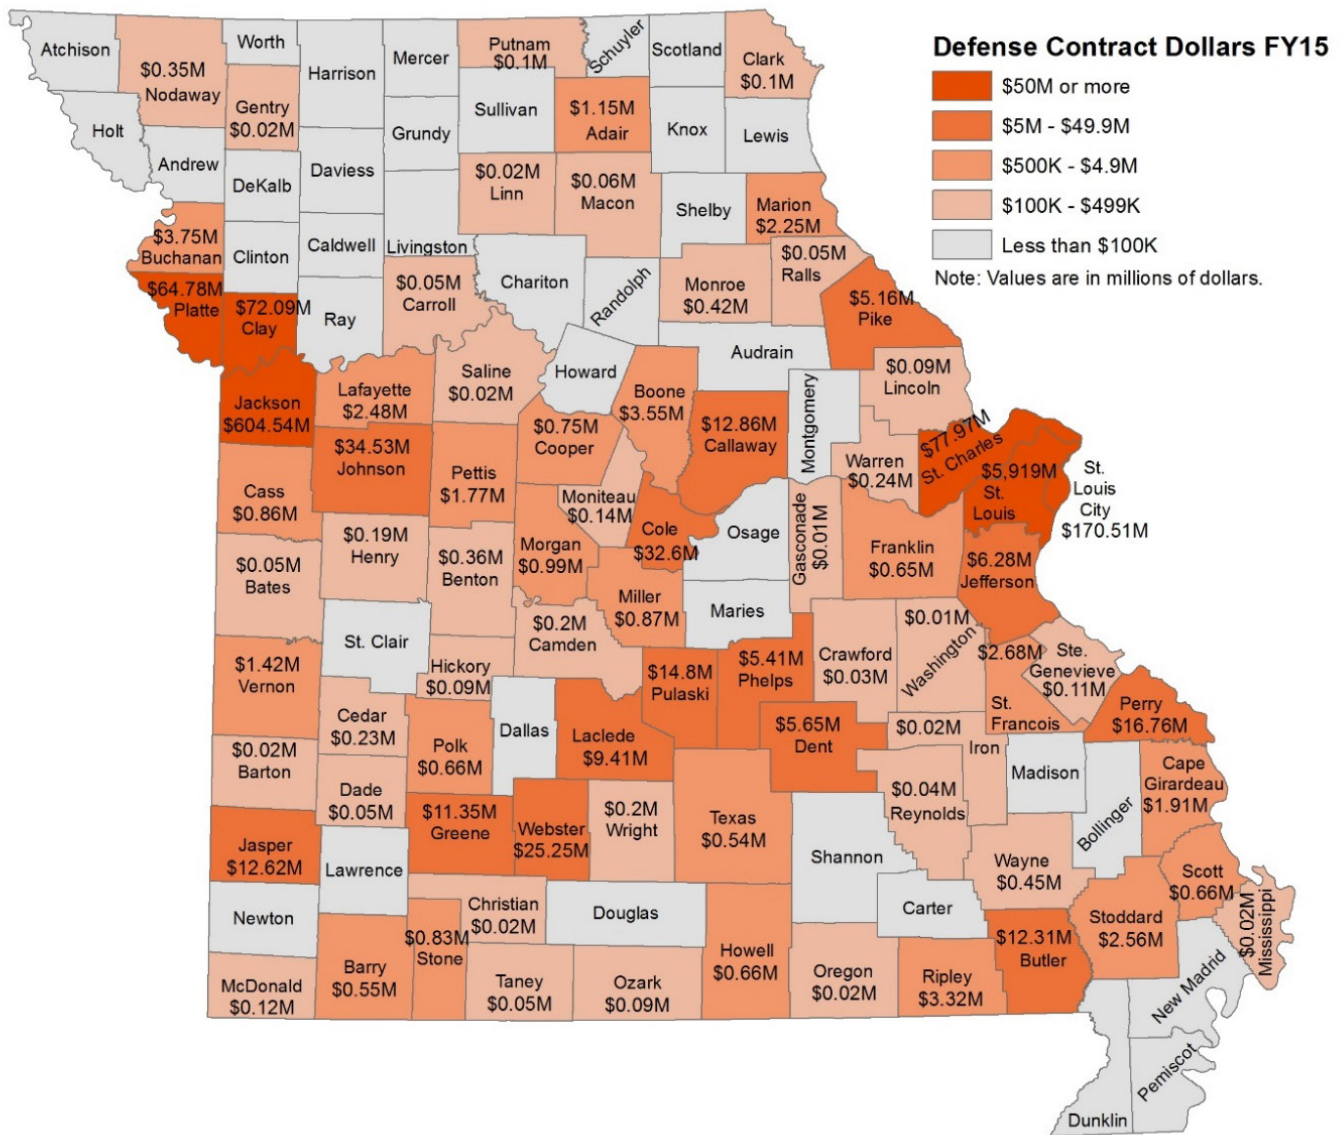 Defense Contract Dollars FY15
$50M or more
$5M - $49.9M
$500K - $4.9M
$100K - $499K
Less than $100K
Note: Values are in millions of dollars.
Atchison
$0.35M
Nodaway
Worth
Gentry
$0.02M
Harrison
Mercer
Putnam
$0.1M
Schuyler
Scotland
Clark
$0.1M
Holt
Andrew
DeKalb
Daviess
Grundy
Sullivan
$1.15M
Adair
Knox
Lewis
$0.02M
Linn
$0.06M
Macon
Shelby
Marion
$2.25M
$3.75M
Buchanan
Clinton
Caldwell
Livingston
$0.05M
Carroll
Chariton
Randolph
Monroe
$0.42M
$0.05M
Ralls
$5.16M
Pike
$64.78M
Platte
$72.09M
Clay
Ray
Saline
$0.02M
Howard
Audrain
$0.09M
Lincoln
Jackson
$604.54M
Lafayette
$2.48M
Boone
$3.55M
$12.86M
Callaway
Montgomery
Warren
$0.24M
$77.97M
St. Charles
$5,919M
St.
Louis
St.
Louis
City
$170.51M
$34.53M
Johnson
Pettis
$1.77M
$0.75M
Cooper
Moniteau
$0.14M
Cole
$32.6M
Osage
Gasconade
$0.01M
Franklin
$0.65M
$6.28M
Jefferson
Cass
$0.86M
$0.19M
Henry
$0.36M
Benton
Morgan
$0.99M
Miller
$0.87M
Maries
$0.05M
Bates
St. Clair
Hickory
$0.09M
$0.2M
Camden
$14.8M
Pulaski
$5.41M
Phelps
Crawford
$0.03M
$0.01M
Washington
$2.68M
St.
Francois
Ste.
Genevieve
$0.11M
Perry
$16.76M
$1.42M
Vernon
Cedar
$0.23M
Polk
$0.66M
Dallas
Laclede
$9.41M
$5.65M
Dent
$0.02M
Iron
Madison
Bollinger
Cape
Girardeau
$1.91M
$0.02M
Barton
Dade
$0.05M
$11.35M
Greene
Webster
$25.25M
$0.2M
Wright
Texas
$0.54M
Shannon
$0.04M
Reynolds
Wayne
$0.45M
Scott
$0.66M
$0.02M
Mississippi
Jasper
$12.62M
Lawrence
Christian
$0.02M
Douglas
Howell
$0.66M
Carter
$12.31M
Butler
Stoddard
$2.56M
New Madrid
Newton
McDonald
$0.12M
Barry
$0.55M
$0.83M
Stone
Taney
$0.05M
Ozark
$0.09M
Oregon
$0.02M
Ripley
$3.32M
Pemiscot
Dunklin